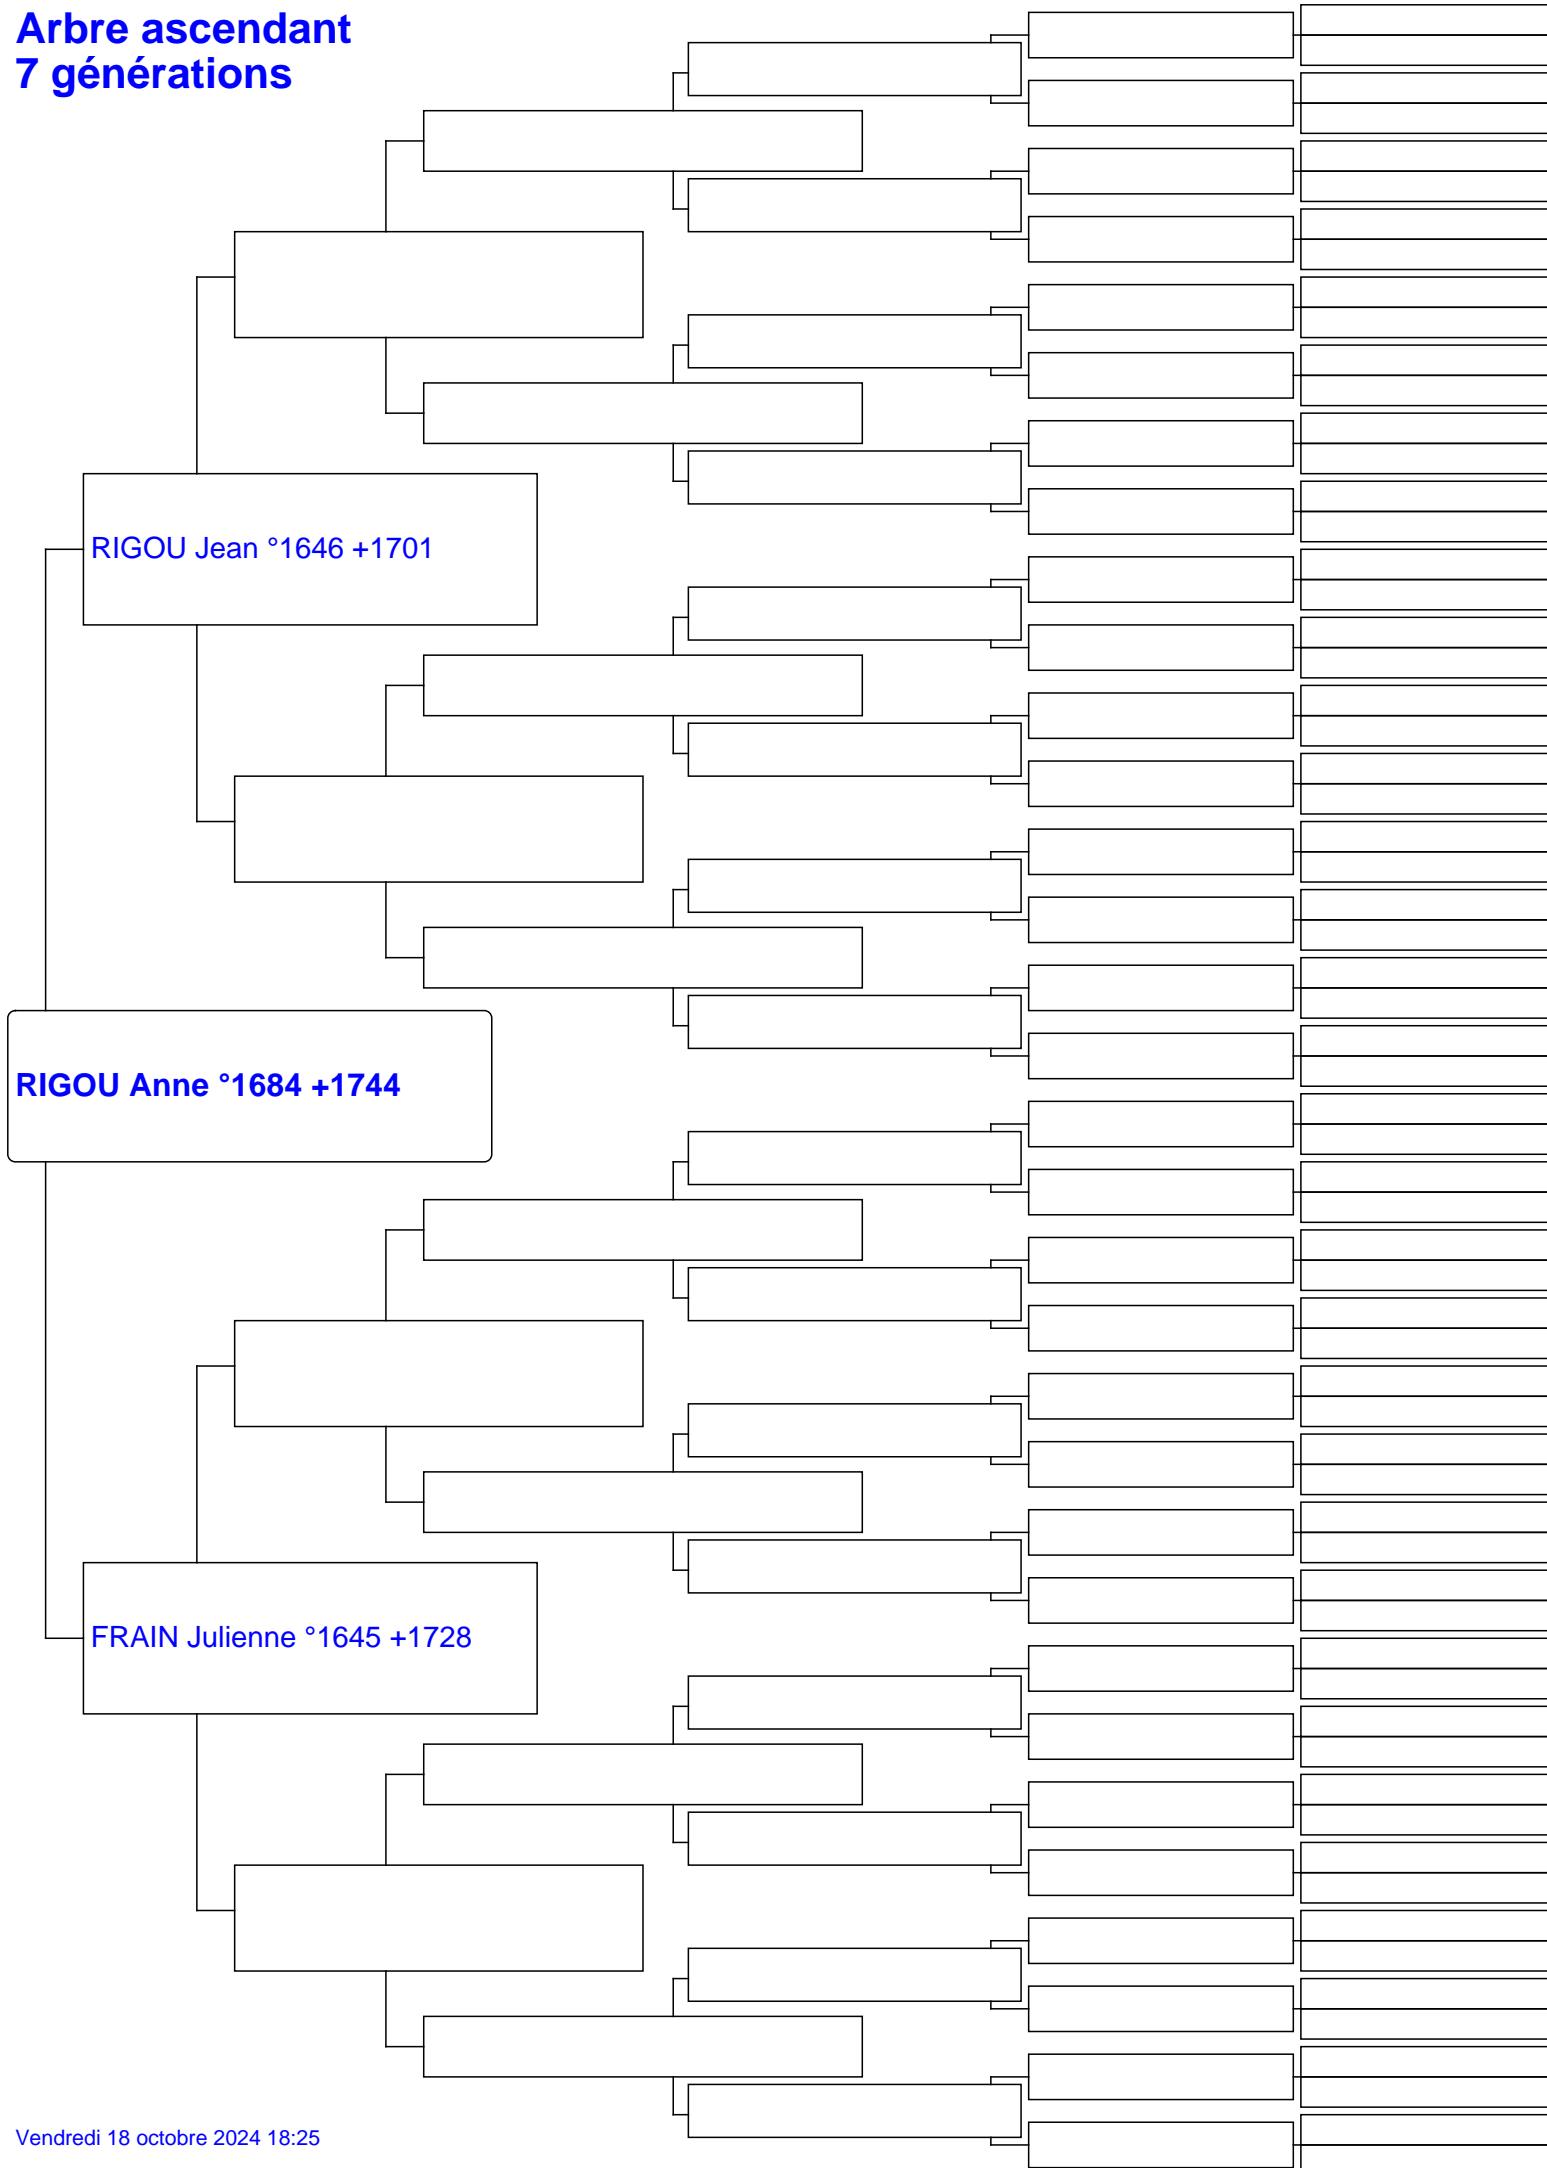 Arbre ascendant
7 générations
RIGOU Jean °1646 +1701
RIGOU Anne °1684 +1744
FRAIN Julienne °1645 +1728
Vendredi 18 octobre 2024 18:25